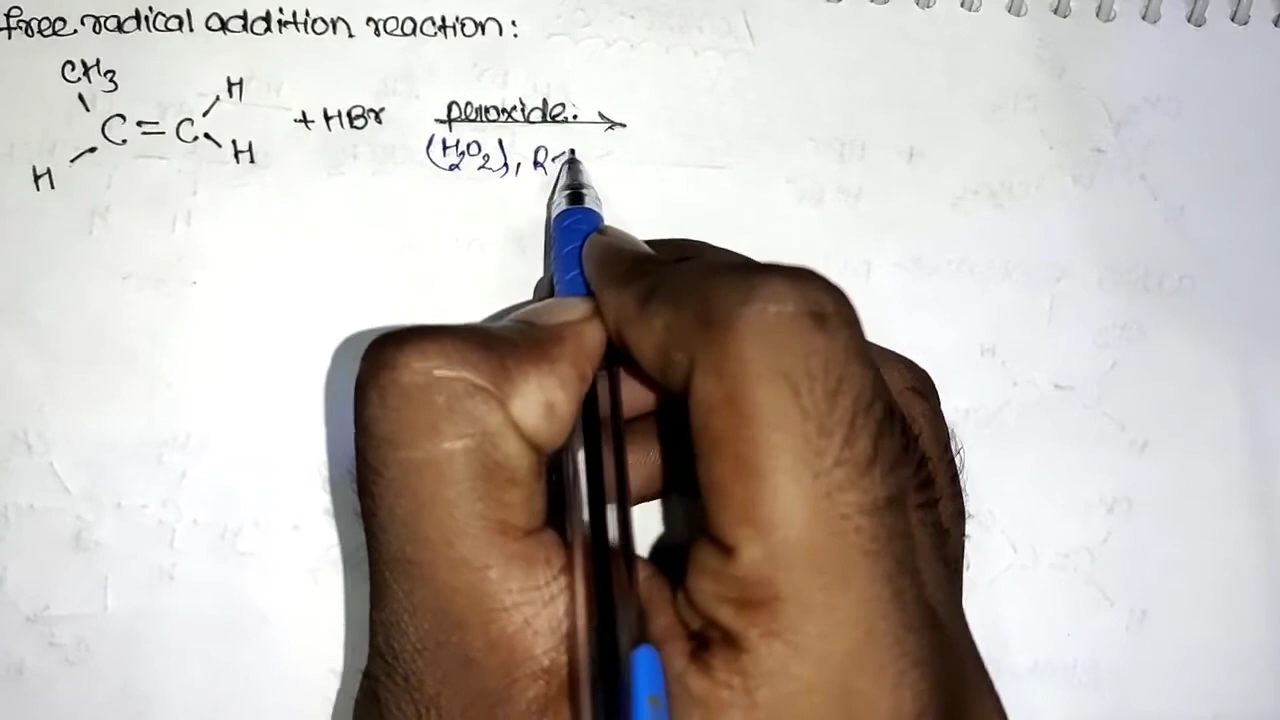 free radical addition reaction:
CH3
H
C=C + HBr peroxide:
H H
(H2O2), R